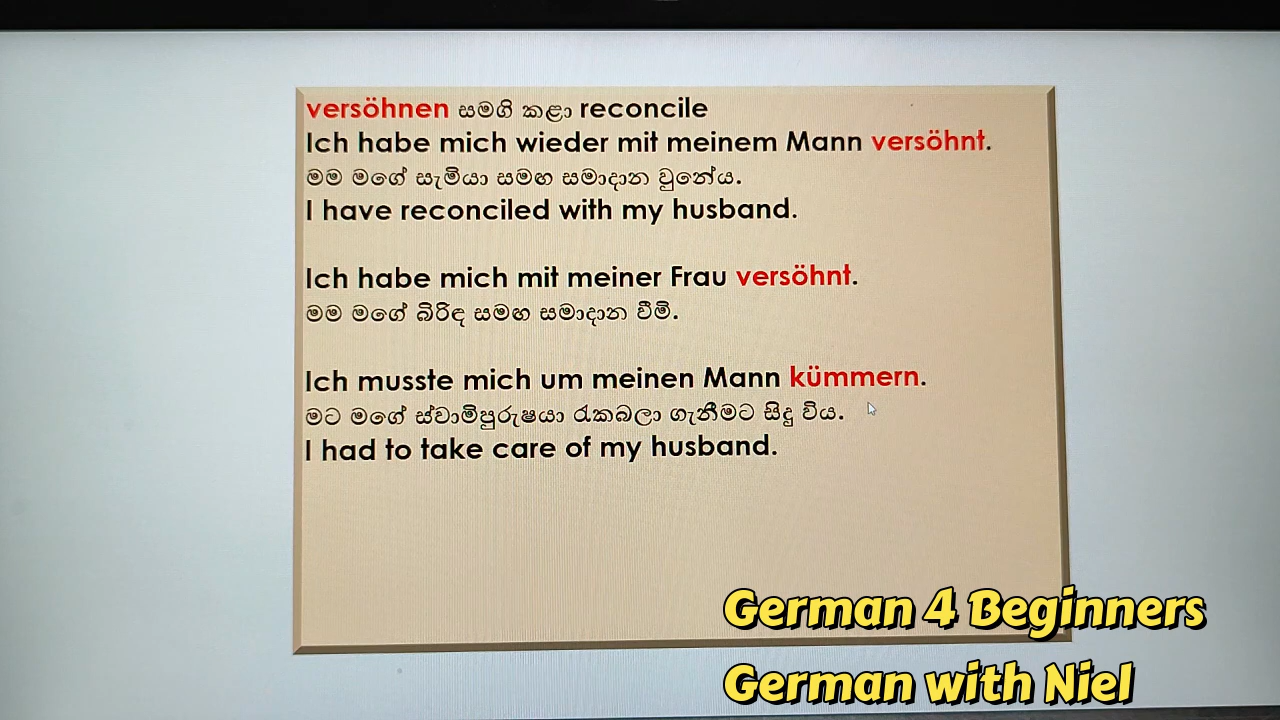 versöhnen සමගි කළා reconcile
Ich habe mich wieder mit meinem Mann versöhnt.
මම මගේ සැමියා සමඟ සමාදාන වුනේය.
I have reconciled with my husband.
Ich habe mich mit meiner Frau versöhnt.
මම මගේ බිරිඳ සමඟ සමාදාන වීමි.
Ich musste mich um meinen Mann kümmern.
මට මගේ ස්වාමිපුරුෂයා රැකබලා ගැනීමට සිදු විය.
I had to take care of my husband.
German 4 Beginners
German with Niel